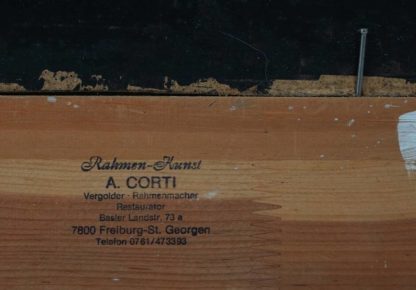 Rahmen-Kunst
A. CORTI
Vergolder - Rahmenmacher
Restaurator
Basler Landstr. 73 a
7800 Freiburg-St. Georgen
Telefon 0761/473393